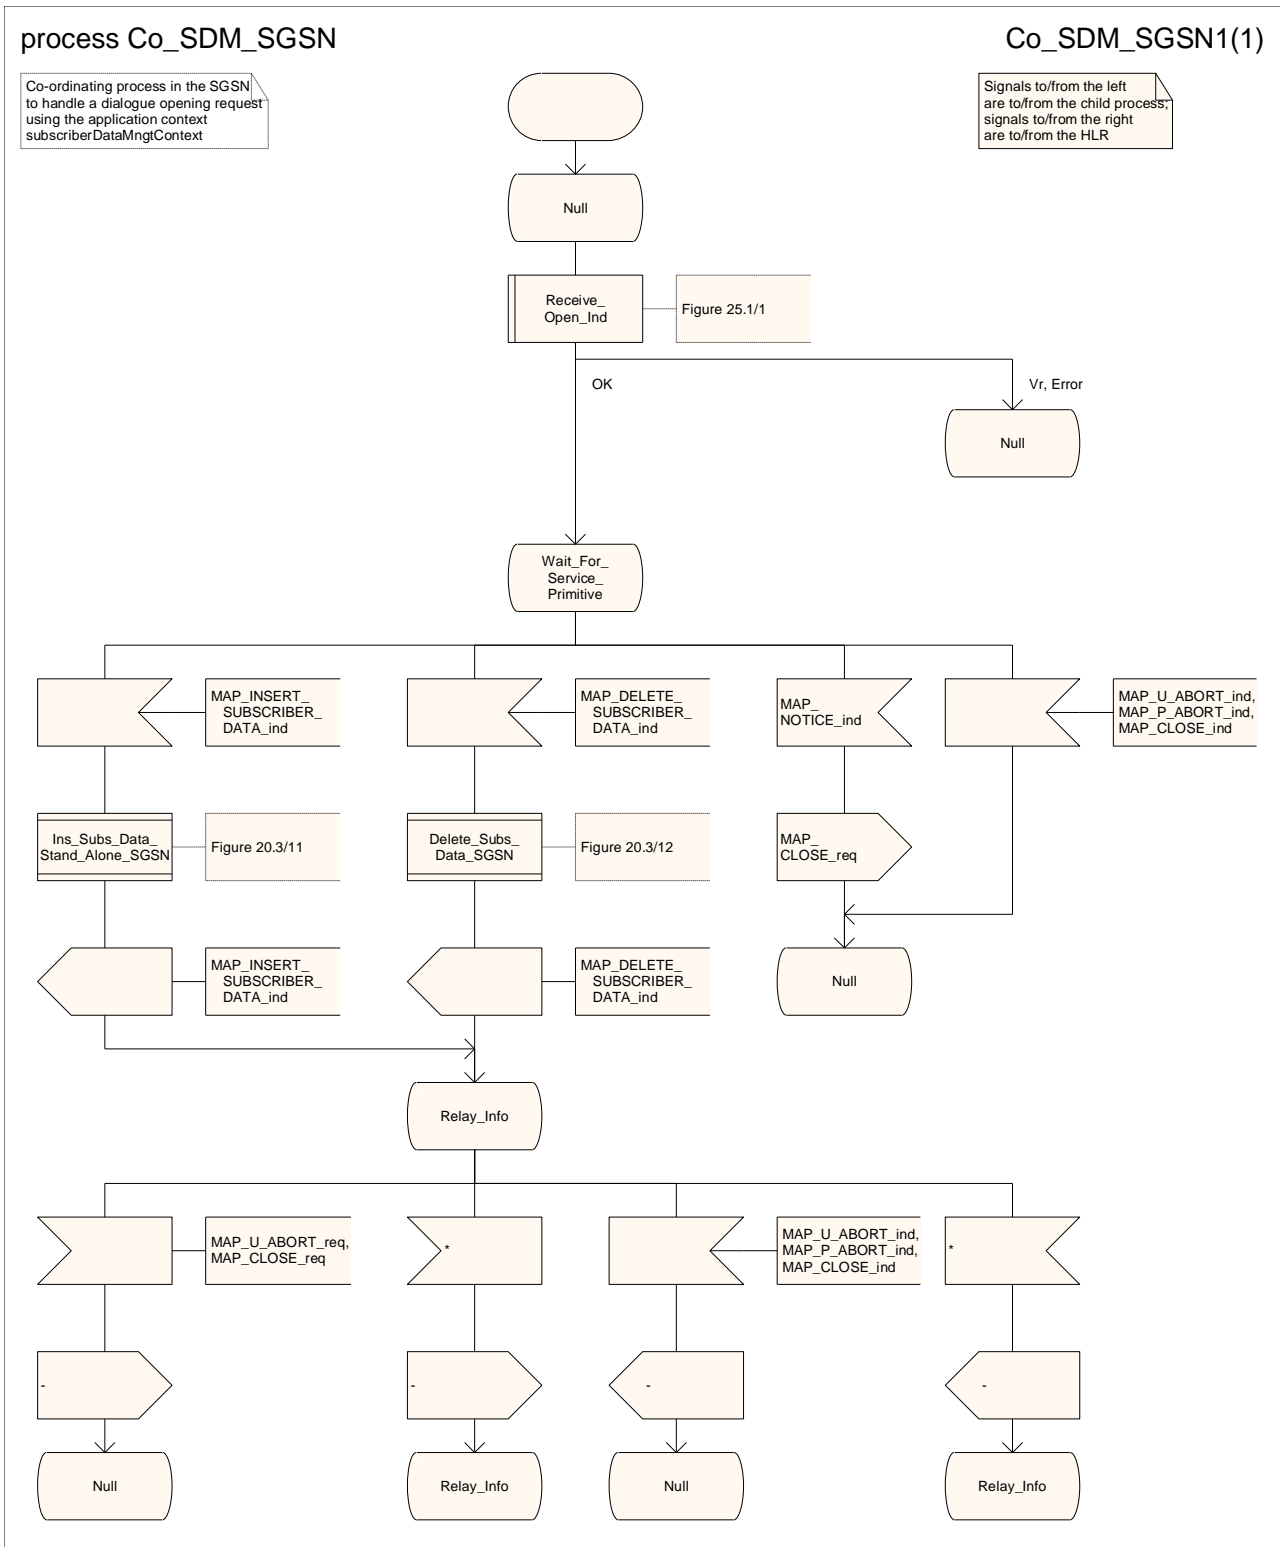 process Co_SDM_SGSN
Co_SDM_SGSN1(1)
Co-ordinating process in the SGSN
to handle a dialogue opening request
using the application context
subscriberDataMngtContext
Signals to/from the left
are to/from the child process;
signals to/from the right
are to/from the HLR
Null
Receive_
Open_Ind
Figure 25.1/1
OK
Vr, Error
Null
Wait_For_
Service_
Primitive
MAP_INSERT_
SUBSCRIBER_
DATA_ind
MAP_DELETE_
SUBSCRIBER_
DATA_ind
MAP_
NOTICE_ind
MAP_U_ABORT_ind,
MAP_P_ABORT_ind,
MAP_CLOSE_ind
Ins_Subs_Data_
Stand_Alone_SGSN
Figure 20.3/11
Delete_Subs_
Data_SGSN
Figure 20.3/12
MAP_
CLOSE_req
MAP_INSERT_
SUBSCRIBER_
DATA_ind
MAP_DELETE_
SUBSCRIBER_
DATA_ind
Null
Relay_Info
MAP_U_ABORT_req,
MAP_CLOSE_req
*
MAP_U_ABORT_ind,
MAP_P_ABORT_ind,
MAP_CLOSE_ind
*
-
-
-
-
Null
Relay_Info
Null
Relay_Info